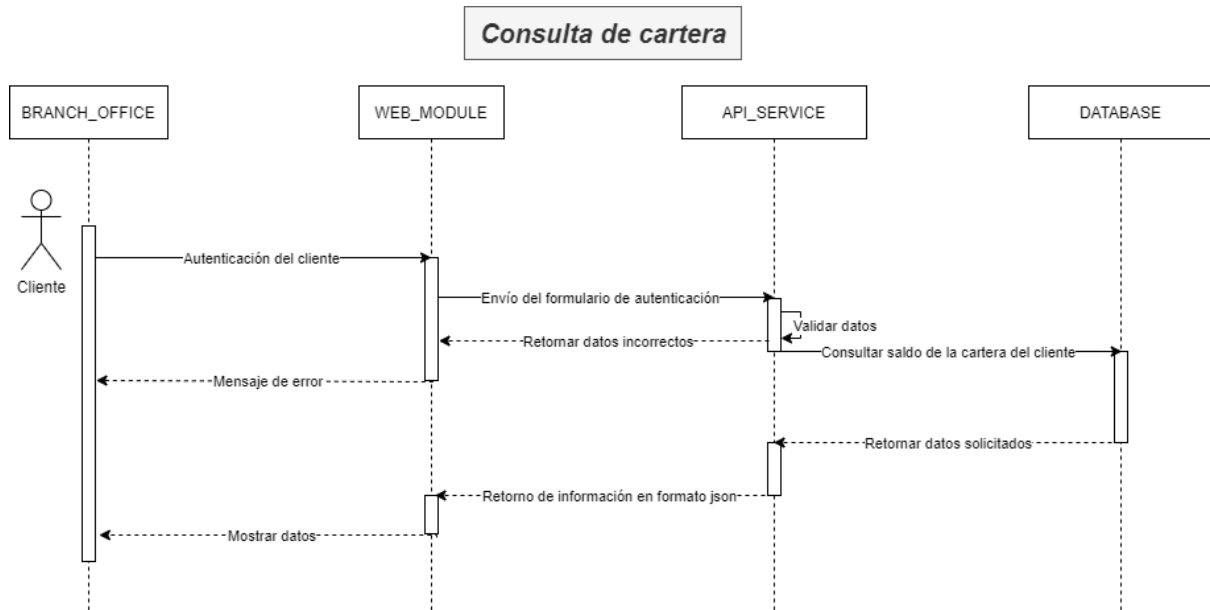 Consulta de cartera
BRANCH_OFFICE
WEB_MODULE
API_SERVICE
DATABASE
Cliente
Autenticación del cliente
Envío del formulario de autenticación
Validar datos
Retornar datos incorrectos
Consultar saldo de la cartera del cliente
Mensaje de error
Retornar datos solicitados
Retorno de información en formato json
Mostrar datos